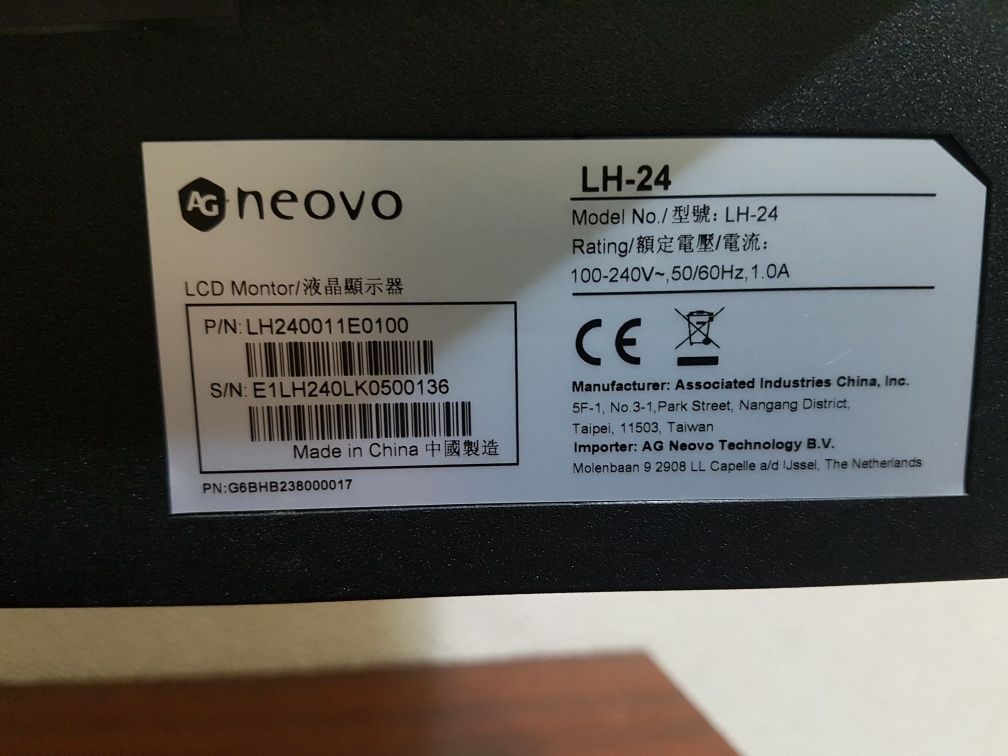 AG neovo
LCD Montor/液晶顯示器
P/N: LH240011E0100
S/N: E1LH240LK0500136
Made in China 中國製造
PN:G6BHB238000017
LH-24
Model No./型號: LH-24
Rating/額定電壓/電流:
100-240V~,50/60Hz,1.0A
CE
Manufacturer: Associated Industries China, Inc.
5F-1, No.3-1,Park Street, Nangang District,
Taipei, 11503, Taiwan
Importer: AG Neovo Technology B.V.
Molenbaan 9 2908 LL Capelle a/d IJssel, The Netherlands